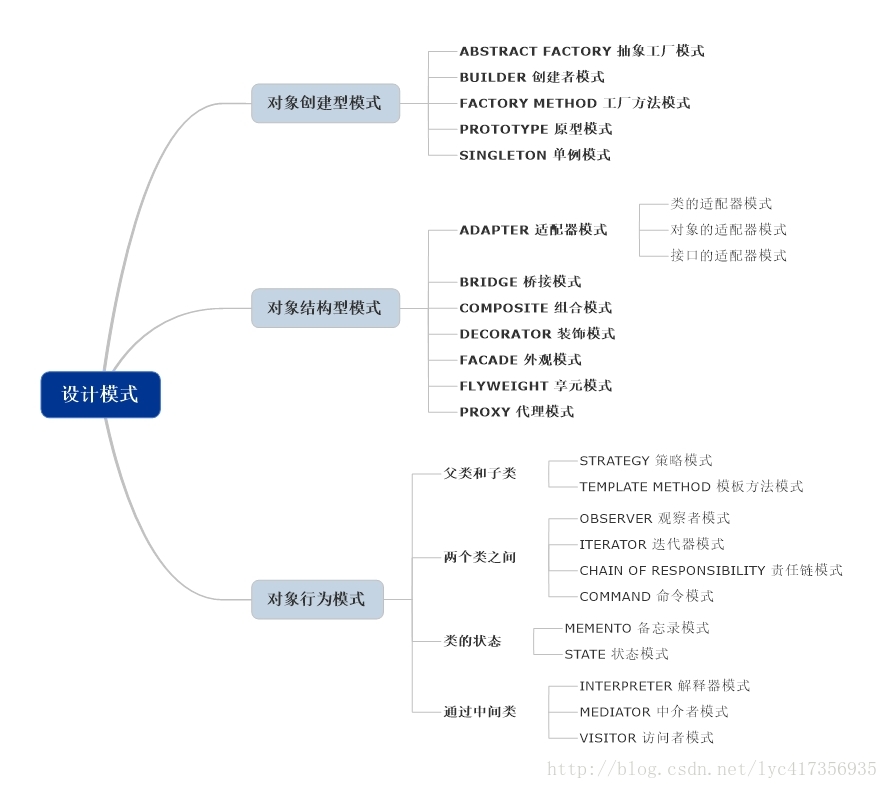 设计模式
对象创建型模式
ABSTRACT FACTORY 抽象工厂模式
BUILDER 创建者模式
FACTORY METHOD 工厂方法模式
PROTOTYPE 原型模式
SINGLETON 单例模式
对象结构型模式
ADAPTER 适配器模式
类的适配器模式
对象的适配器模式
接口的适配器模式
BRIDGE 桥接模式
COMPOSITE 组合模式
DECORATOR 装饰模式
FACADE 外观模式
FLYWEIGHT 享元模式
PROXY 代理模式
对象行为模式
父类和子类
STRATEGY 策略模式
TEMPLATE METHOD 模板方法模式
两个类之间
OBSERVER 观察者模式
ITERATOR 迭代器模式
CHAIN OF RESPONSIBILITY 责任链模式
COMMAND 命令模式
类的状态
MEMENTO 备忘录模式
STATE 状态模式
通过中间类
INTERPRETER 解释器模式
MEDIATOR 中介者模式
VISITOR 访问者模式
http://blog.csdn.net/lyc417356935